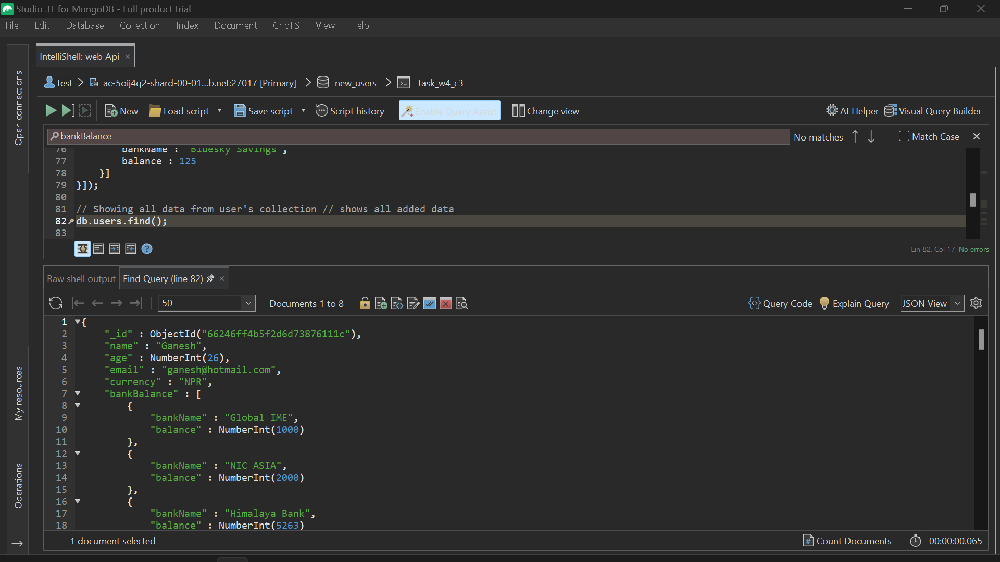 Studio 3T for MongoDB - Full product trial
File Edit Database Collection Index Document GridFS View Help
IntelliShell: web Api ×
Open connections
My resources
Operations
test > ac-5oij4q2-shard-00-01...b.net:27017 [Primary] > new_users > task_w4_c3
New Load script Save script Script history Enable Query Assist Change view AI Helper Visual Query Builder
bankBalance No matches Match Case
76 bankName : "Bluesky Savings",
77 balance : 125
78 }]
79 }]);
80
81 // Showing all data from user's collection // shows all added data
82 db.users.find();
83
Lin 82, Col 17 No errors
Raw shell output Find Query (line 82) ×
50 Documents 1 to 8 Query Code Explain Query JSON View
1 {
2 "_id" : ObjectId("66246ff4b5f2d6d73876111c"),
3 "name" : "Ganesh",
4 "age" : NumberInt(26),
5 "email" : "ganesh@hotmail.com",
6 "currency" : "NPR",
7 "bankBalance" : [
8 {
9 "bankName" : "Global IME",
10 "balance" : NumberInt(1000)
11 },
12 {
13 "bankName" : "NIC ASIA",
14 "balance" : NumberInt(2000)
15 },
16 {
17 "bankName" : "Himalaya Bank",
18 "balance" : NumberInt(5263)
1 document selected Count Documents 00:00:00.065